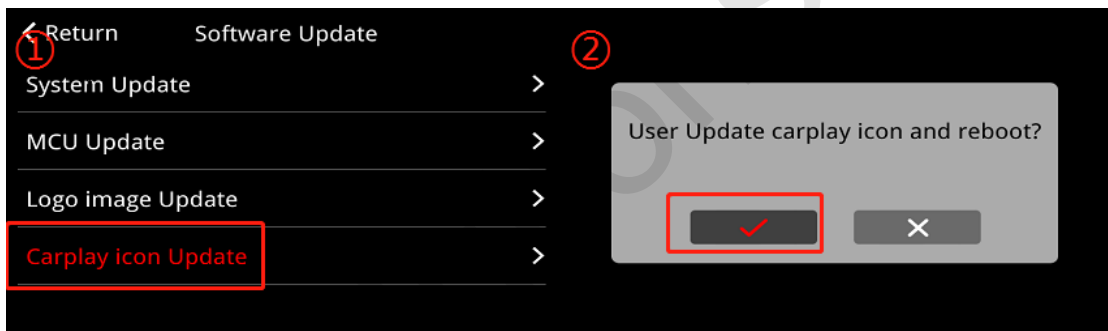 ① Return Software Update
System Update
MCU Update
Logo image Update
Carplay icon Update
②
User Update carplay icon and reboot?